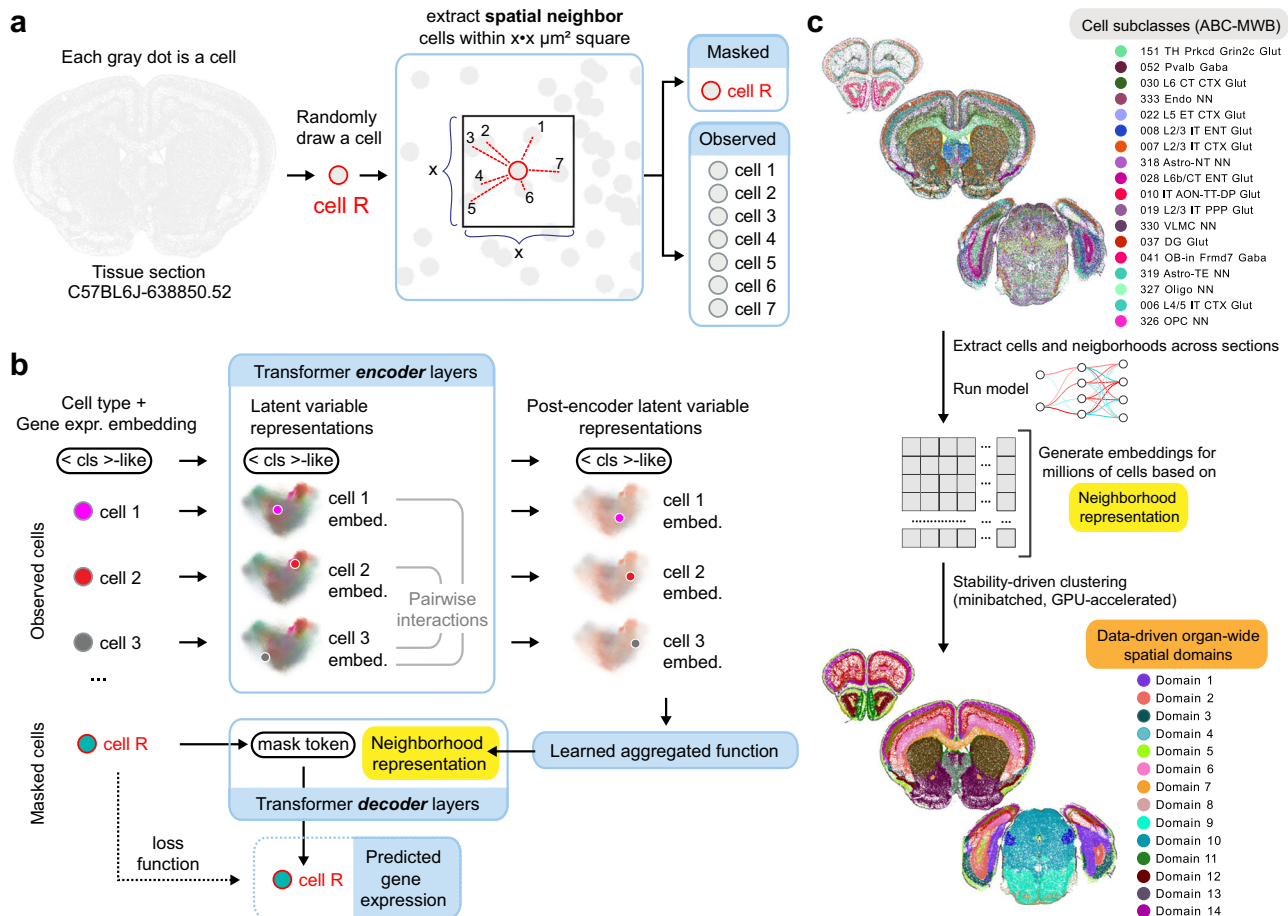 a
Each gray dot is a cell
Tissue section
C57BL6J-638850.52
Randomly
draw a cell
cell R
extract spatial neighbor
cells within x•x µm² square
1
2
3
4
5
6
7
x
x
Masked
cell R
Observed
cell 1
cell 2
cell 3
cell 4
cell 5
cell 6
cell 7
b
Observed cells
Masked cells
Cell type +
Gene expr. embedding
< cls >-like
cell 1
cell 2
cell 3
...
cell R
loss
function
Transformer encoder layers
Latent variable
representations
< cls >-like
cell 1
embed.
cell 2
embed.
cell 3
embed.
Pairwise
interactions
Post-encoder latent variable
representations
< cls >-like
cell 1
embed.
cell 2
embed.
cell 3
embed.
Learned aggregated function
mask token
Neighborhood
representation
Transformer decoder layers
cell R
Predicted
gene
expression
c
Cell subclasses (ABC-MWB)
151 TH Prkcd Grin2c Glut
052 Pvalb Gaba
030 L6 CT CTX Glut
333 Endo NN
022 L5 ET CTX Glut
008 L2/3 IT ENT Glut
007 L2/3 IT CTX Glut
318 Astro-NT NN
028 L6b/CT ENT Glut
010 IT AON-TT-DP Glut
019 L2/3 IT PPP Glut
330 VLMC NN
037 DG Glut
041 OB-in Frmd7 Gaba
319 Astro-TE NN
327 Oligo NN
006 L4/5 IT CTX Glut
326 OPC NN
Extract cells and neigborhoods across sections
Run model
Generate embeddings for
millions of cells based on
Neighborhood
representation
Stability-driven clustering
(minibatched, GPU-accelerated)
Data-driven organ-wide
spatial domains
Domain 1
Domain 2
Domain 3
Domain 4
Domain 5
Domain 6
Domain 7
Domain 8
Domain 9
Domain 10
Domain 11
Domain 12
Domain 13
Domain 14